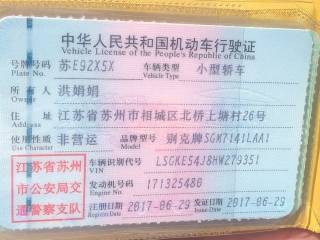 中华人民共和国机动车行驶证
Vehicle License of the People's Republic of China
号牌号码 苏E92X5X 车辆类型 小型轿车
Plate No. Vehicle Type
所有人 洪娟娟
Owner
住址 江苏省苏州市相城区北桥上塘村26号
Address
使用性质 非营运 品牌型号 别克牌SGM7141LAA1
Use Character Model
江苏省苏州市公安局交通警察支队
车辆识别代号 LSGKE54J8HW279351
VIN
发动机号码 171325486
Engine No.
注册日期 2017-06-29 发证日期 2017-06-29
Register Date Issue Date